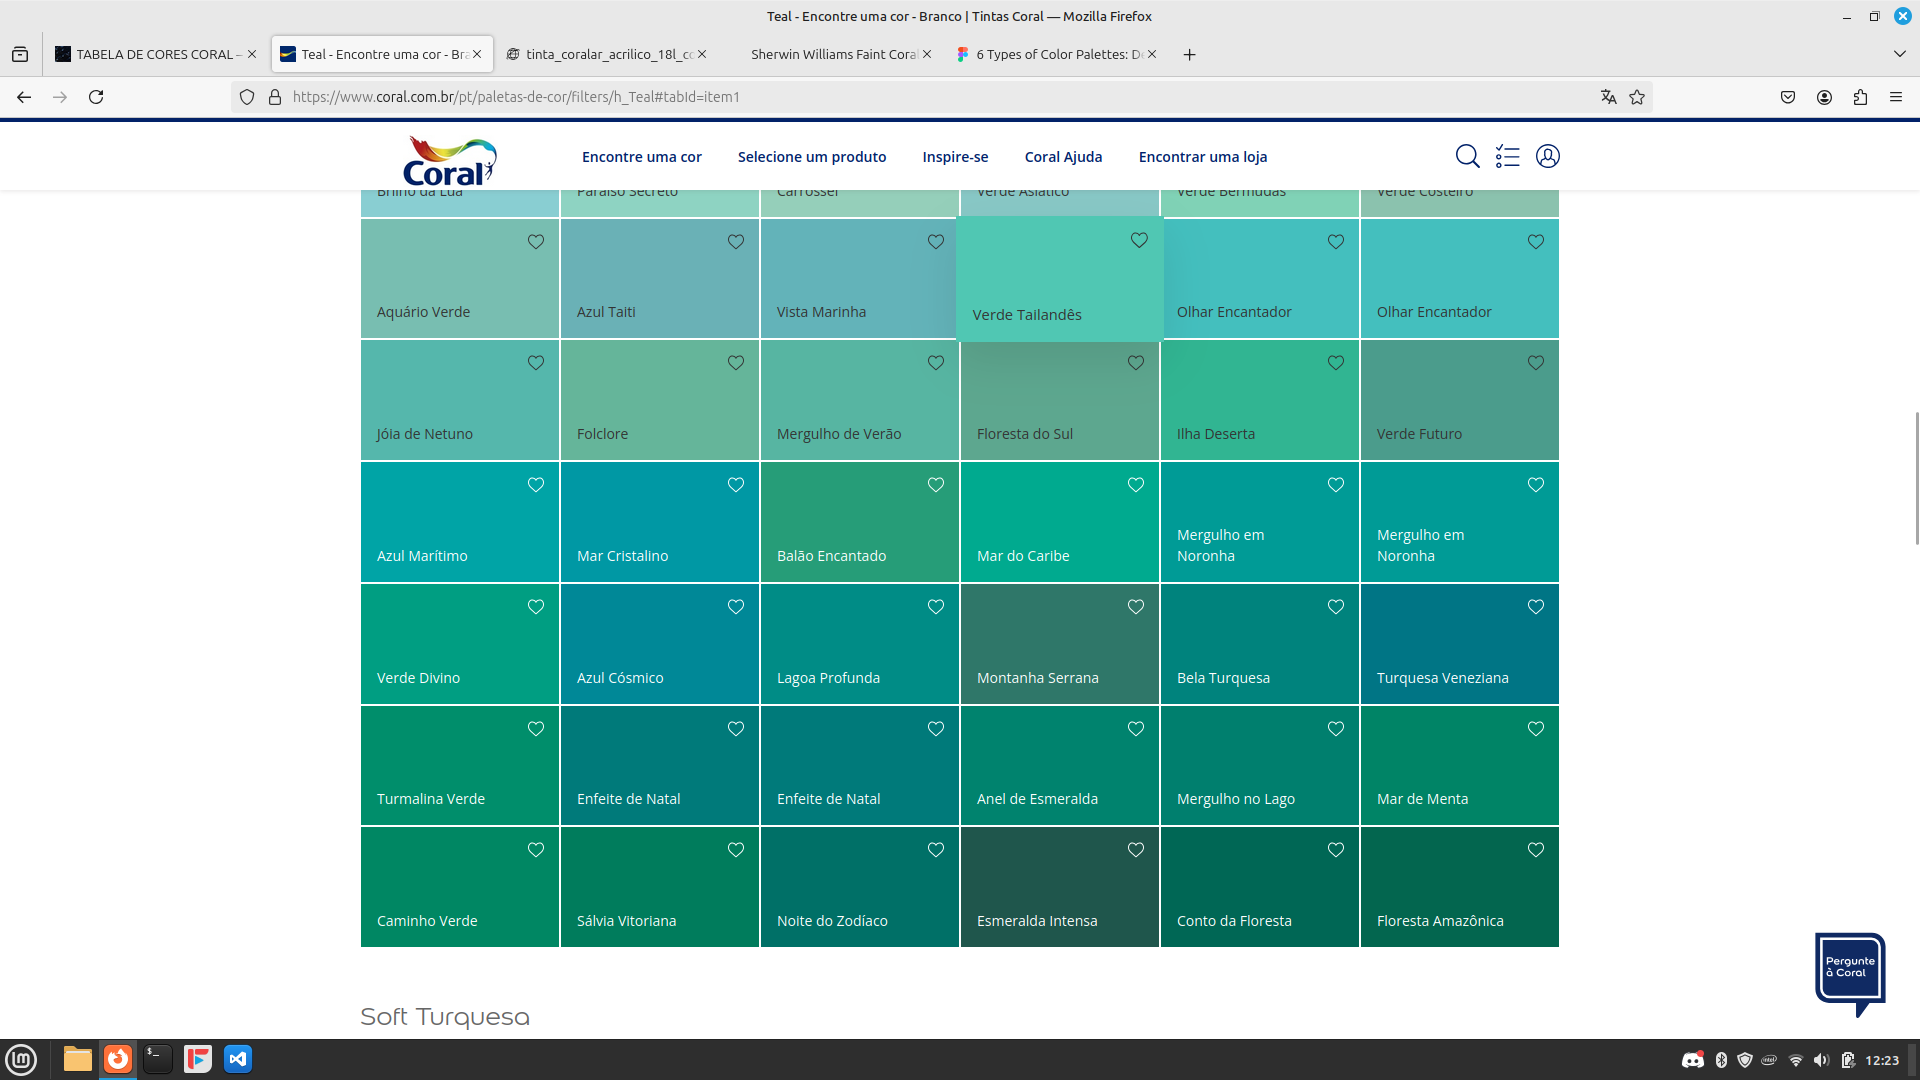 Teal - Encontre uma cor - Branco | Tintas Coral — Mozilla Firefox
TABELA DE CORES CORAL –
Teal - Encontre uma cor - Bra
tinta_coralar_acrilico_18l_co
Sherwin Williams Faint Coral
6 Types of Color Palettes: De
https://www.coral.com.br/pt/paletas-de-cor/filters/h_Teal#tabId=item1
Coral
Encontre uma cor
Selecione um produto
Inspire-se
Coral Ajuda
Encontrar uma loja
Brilho da Lua
Paraíso Secreto
Carrossel
Verde Asiático
Verde Bermudas
Verde Costeiro
Aquário Verde
Azul Taiti
Vista Marinha
Verde Tailandês
Olhar Encantador
Olhar Encantador
Jóia de Netuno
Folclore
Mergulho de Verão
Floresta do Sul
Ilha Deserta
Verde Futuro
Azul Marítimo
Mar Cristalino
Balão Encantado
Mar do Caribe
Mergulho em
Noronha
Mergulho em
Noronha
Verde Divino
Azul Cósmico
Lagoa Profunda
Montanha Serrana
Bela Turquesa
Turquesa Veneziana
Turmalina Verde
Enfeite de Natal
Enfeite de Natal
Anel de Esmeralda
Mergulho no Lago
Mar de Menta
Caminho Verde
Sálvia Vitoriana
Noite do Zodíaco
Esmeralda Intensa
Conto da Floresta
Floresta Amazônica
Pergunte
à Coral
Soft Turquesa
12:23